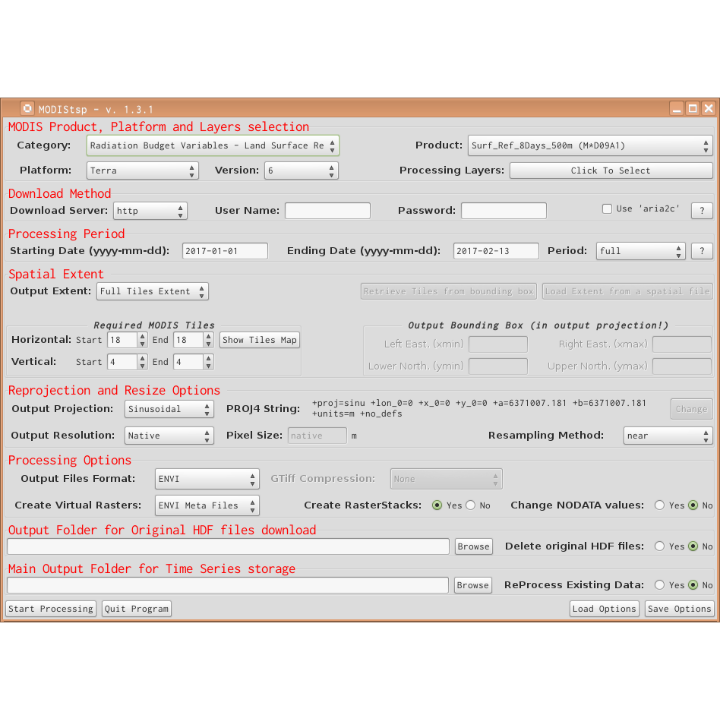 MODIStsp - v. 1.3.1
MODIS Product, Platform and Layers selection
Category: Radiation Budget Variables - Land Surface Re Product: Surf_Ref_8Days_500m (M*D09A1)
Platform: Terra Version: 6 Processing Layers: Click To Select
Download Method
Download Server: http User Name: Password: Use 'aria2c' ?
Processing Period
Starting Date (yyyy-mm-dd): 2017-01-01 Ending Date (yyyy-mm-dd): 2017-02-13 Period: full ?
Spatial Extent
Output Extent: Full Tiles Extent Retrieve Tiles from bounding box Load Extent from a spatial file
Required MODIS Tiles Output Bounding Box (in output projection!)
Horizontal: Start 18 End 18 Show Tiles Map Left East. (xmin) Right East. (xmax)
Vertical: Start 4 End 4 Lower North. (ymin) Upper North. (ymax)
Reprojection and Resize Options
Output Projection: Sinusoidal PROJ4 String: +proj=sinu +lon_0=0 +x_0=0 +y_0=0 +a=6371007.181 +b=6371007.181 Change
+units=m +no_defs
Output Resolution: Native Pixel Size: native m Resampling Method: near
Processing Options
Output Files Format: ENVI GTiff Compression: None
Create Virtual Rasters: ENVI Meta Files Create RasterStacks: Yes No Change NODATA values: Yes No
Output Folder for Original HDF files download
Browse Delete original HDF files: Yes No
Main Output Folder for Time Series storage
Browse ReProcess Existing Data: Yes No
Start Processing Quit Program Load Options Save Options